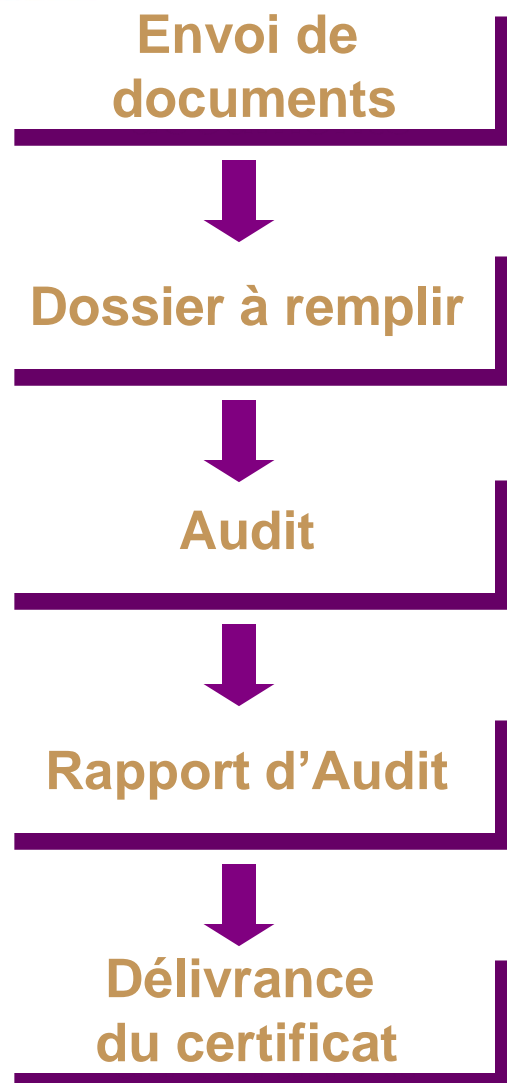 Envoi de
documents
Dossier à remplir
Audit
Rapport d’Audit
Délivrance
du certificat